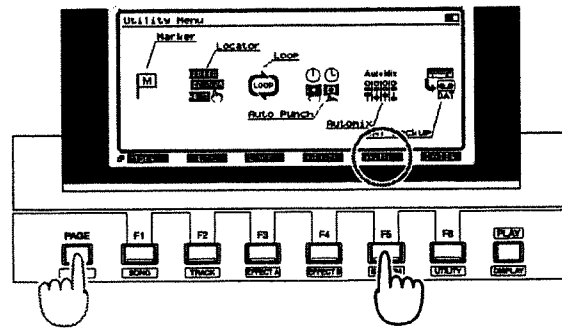 Utility Menu
Marker
Locator
Loop
M
LOOP
AutoMix
Auto Punch
Automix
DAT
PAGE
F1
F2
F3
F4
F5
F6
PLAY
SONG
TRACK
EFFECT A
EFFECT B
UTILITY
DISPLAY